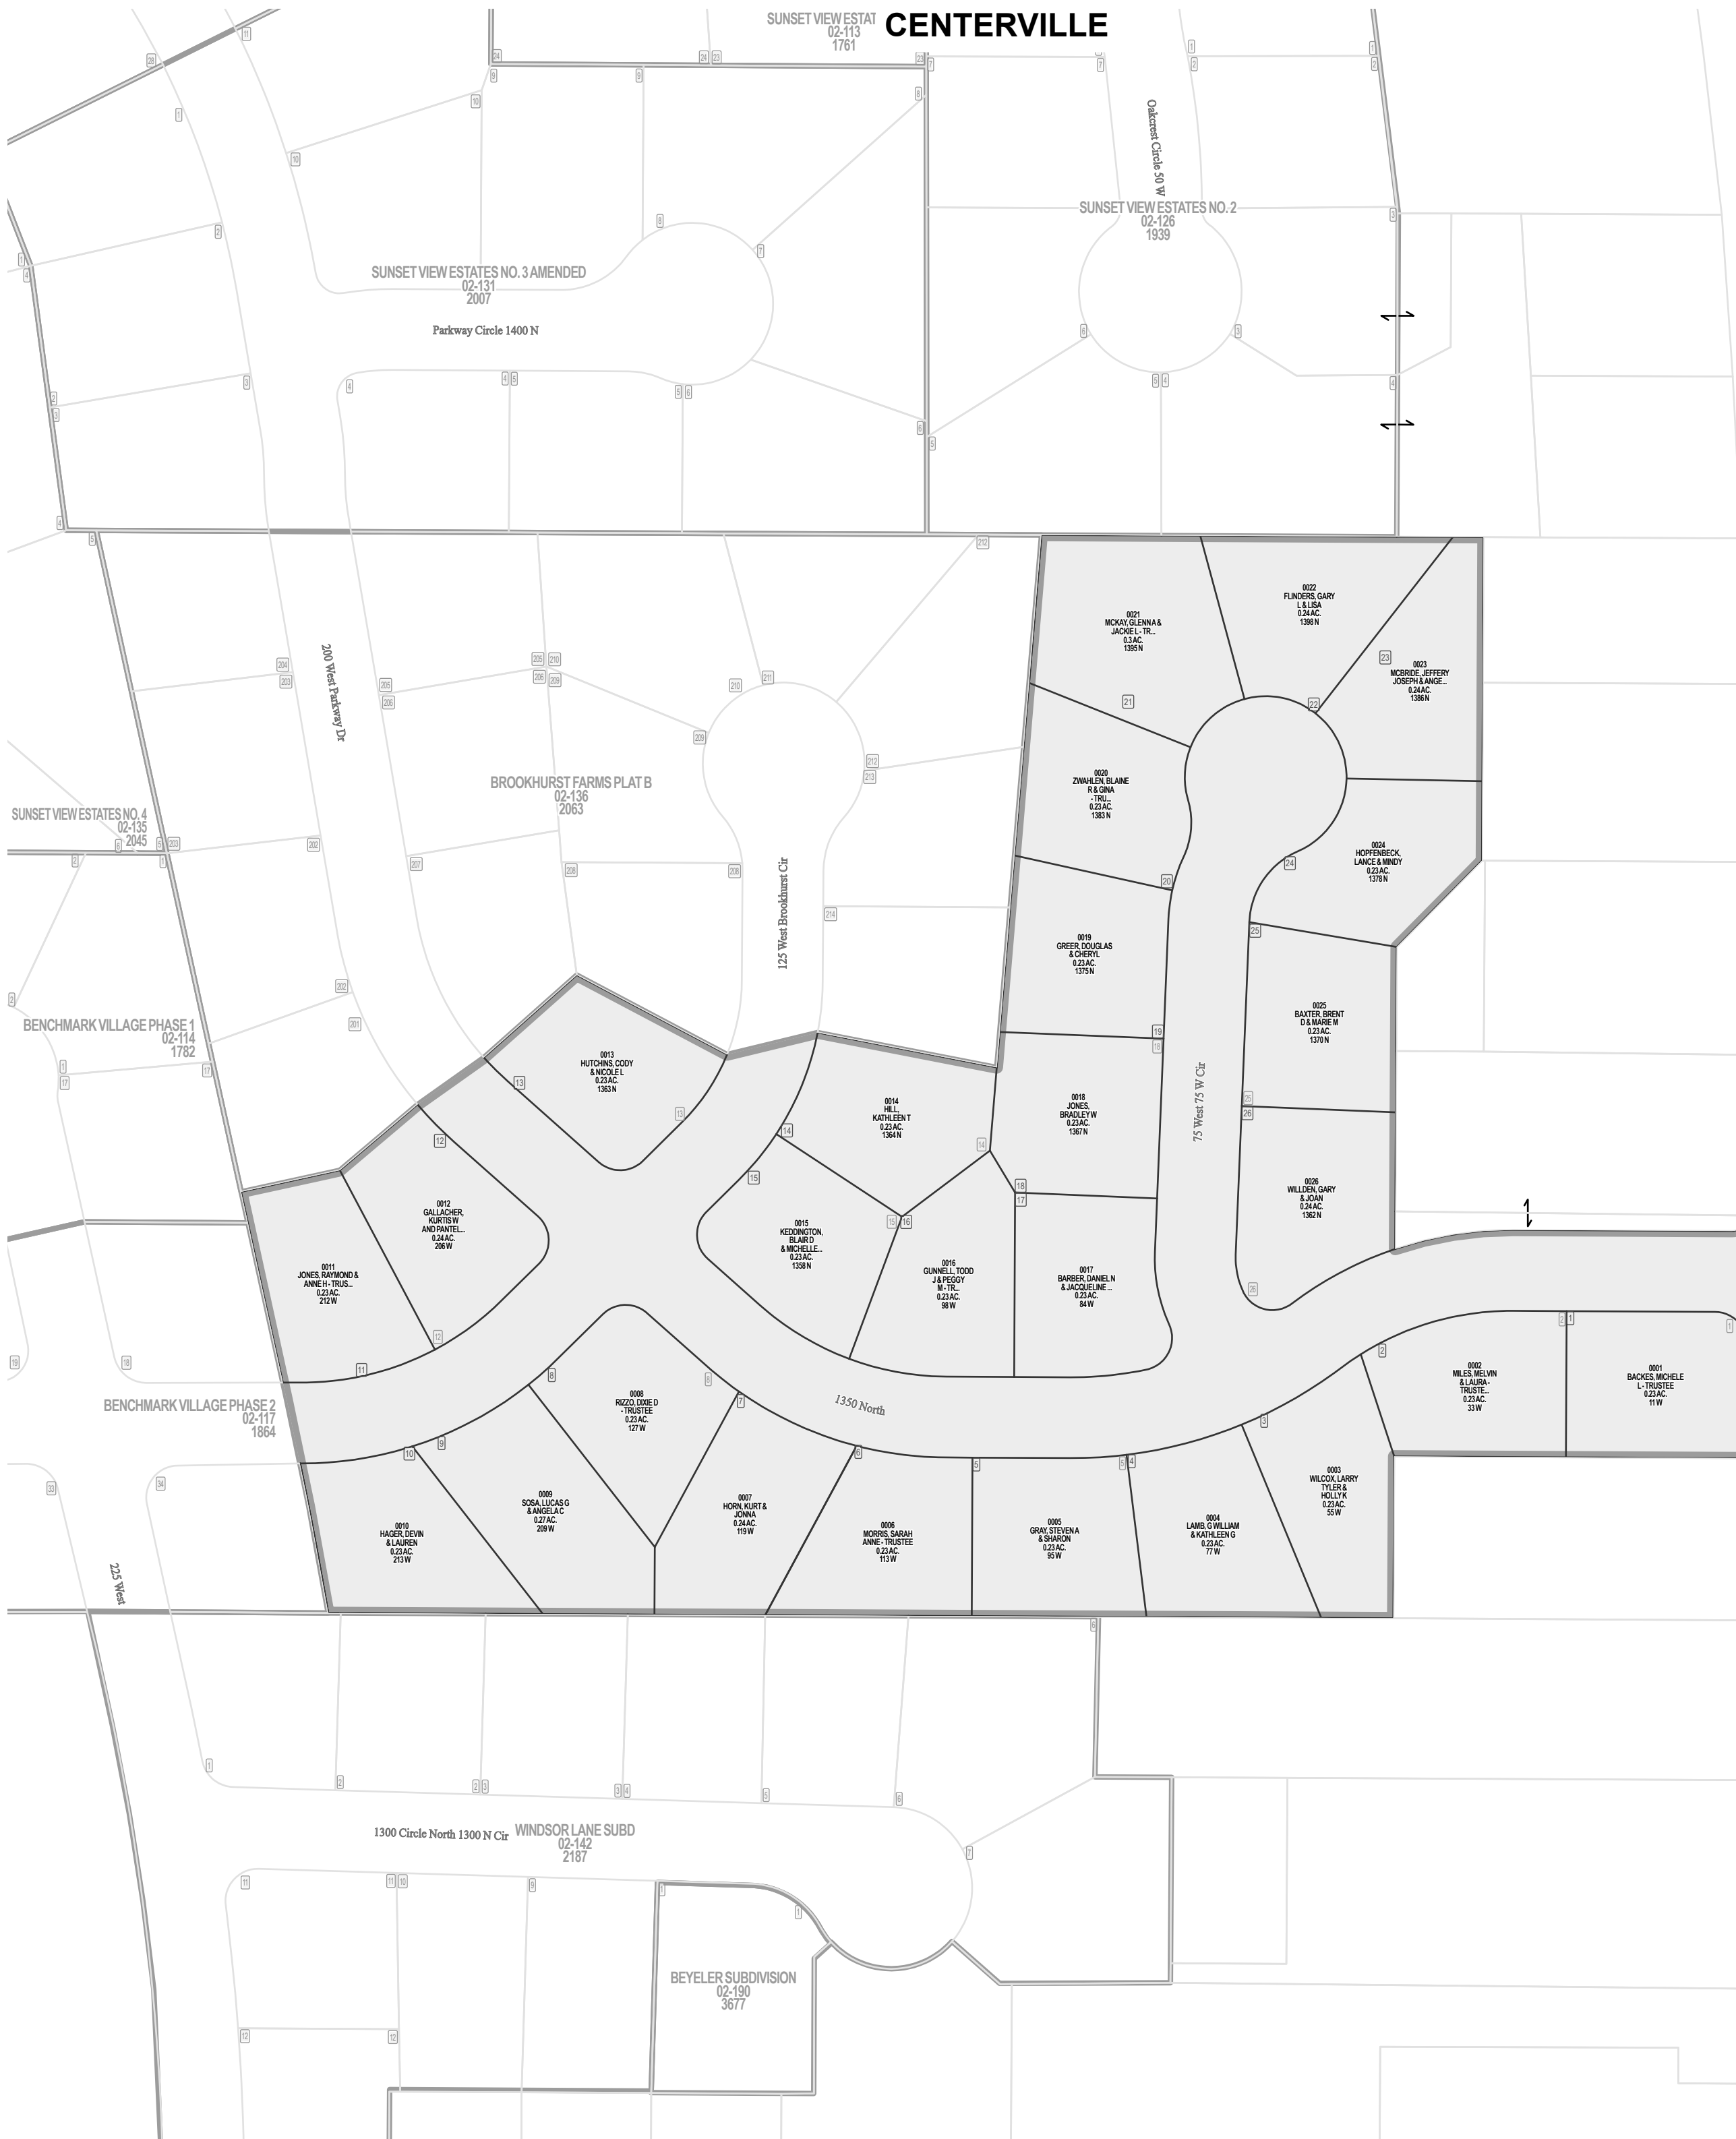 CENTERVILLE
SUNSET VIEW ESTAT
02-113
1761
Oakcrest Circle 50 W
SUNSET VIEW ESTATES NO. 2
02-126
1939
SUNSET VIEW ESTATES NO. 3 AMENDED
02-131
2007
Parkway Circle 1400 N
200 West Parkway Dr
BROOKHURST FARMS PLAT B
02-136
2063
125 West Brookhurst Cir
SUNSET VIEW ESTATES NO. 4
02-135
2045
BENCHMARK VILLAGE PHASE 1
02-114
1782
BENCHMARK VILLAGE PHASE 2
02-117
1864
225 West
0021
MCKAY, GLENN A &
JACKIE L - TR...
0.3 AC.
1395 N
0022
FLINDERS, GARY
L & LISA
0.24 AC.
1398 N
0023
MCBRIDE, JEFFERY
JOSEPH & ANGE...
0.24 AC.
1386 N
0020
ZWAHLEN, BLAINE
R & GINA
- TRU...
0.23 AC.
1383 N
0024
HOPFENBECK,
LANCE & MINDY
0.23 AC.
1378 N
0019
GREER, DOUGLAS
& CHERYL
0.23 AC.
1375 N
0025
BAXTER, BRENT
D & MARIE M
0.23 AC.
1370 N
75 West 75 W Cir
0013
HUTCHINS, CODY
& NICOLE L
0.23 AC.
1363 N
0014
HILL,
KATHLEEN T
0.23 AC.
1364 N
0018
JONES,
BRADLEY W
0.23 AC.
1367 N
0026
WILLDEN, GARY
& JOAN
0.24 AC.
1362 N
0012
GALLACHER,
KURTIS W
AND PANTEL...
0.24 AC.
206 W
0015
KEDDINGTON,
BLAIR D
& MICHELLE...
0.23 AC.
1358 N
0011
JONES, RAYMOND &
ANNE H - TRUS...
0.23 AC.
212 W
0016
GUNNELL, TODD
J & PEGGY
M - TR...
0.23 AC.
98 W
0017
BARBER, DANIEL N
& JACQUELINE ...
0.23 AC.
84 W
1350 North
0008
RIZZO, DIXIE D
- TRUSTEE
0.23 AC.
127 W
0002
MILES, MELVIN
& LAURA -
TRUSTE...
0.23 AC.
33 W
0001
BACKES, MICHELE
L - TRUSTEE
0.23 AC.
11 W
0003
WILCOX, LARRY
TYLER &
HOLLY K
0.23 AC.
55 W
0010
HAGER, DEVIN
& LAUREN
0.23 AC.
213 W
0009
SOSA, LUCAS G
& ANGELA C
0.27 AC.
209 W
0007
HORN, KURT &
JONNA
0.24 AC.
119 W
0006
MORRIS, SARAH
ANNE - TRUSTEE
0.23 AC.
113 W
0005
GRAY, STEVEN A
& SHARON
0.23 AC.
95 W
0004
LAMB, G WILLIAM
& KATHLEEN G
0.23 AC.
77 W
1300 Circle North 1300 N Cir
WINDSOR LANE SUBD
02-142
2187
BEYELER SUBDIVISION
02-190
3677